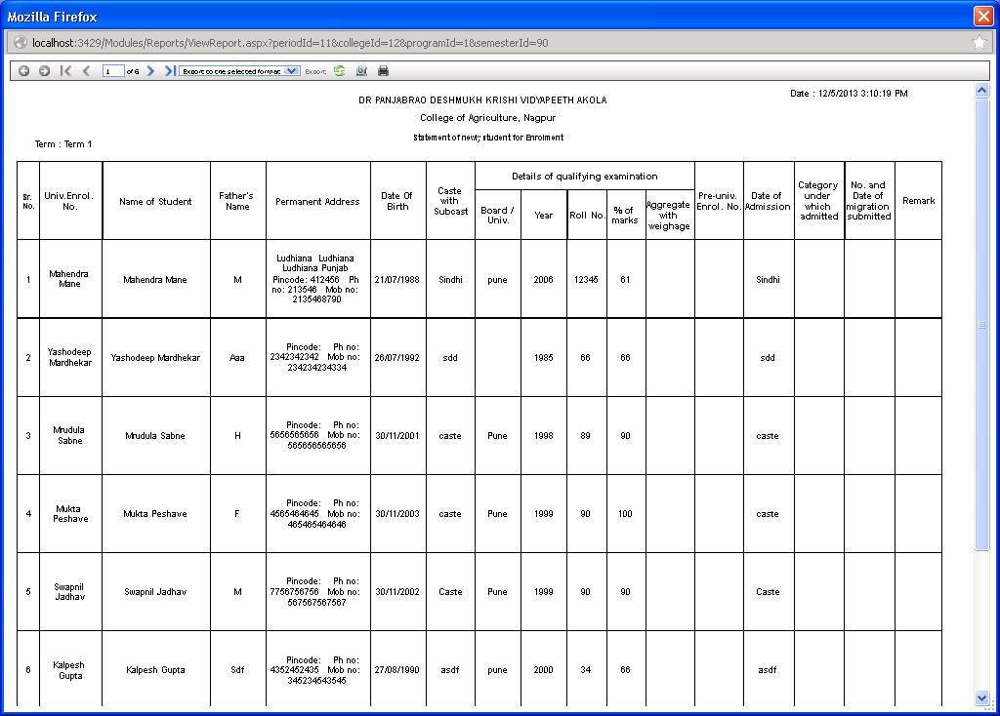 Mozilla Firefox
localhost:3429/Modules/Reports/ViewReport.aspx?periodId=11&collegeId=12&programId=1&semesterId=90
1 of 6 Export to the selected format Export
Date : 12/5/2013 3:10:19 PM
DR PANJABRAO DESHMUKH KRISHI VIDYAPEETH AKOLA
College of Agriculture, Nagpur
Statement of newly student for Enrolment
Term : Term 1
Sr. No. Univ.Enrol. No. Name of Student Father's Name Permanent Address Date Of Birth Caste with Subcast Details of qualifying examination Pre-univ. Enrol. No. Date of Admission Category under which admitted No. and Date of migration submitted Remark
Board / Univ. Year Roll No. % of marks Aggregate with weighage
1 Mahendra Mane Mahendra Mane M Ludhiana Ludhiana Ludhiana Punjab Pincode: 412456 Ph no: 213546 Mob no: 2135468790 21/07/1988 Sindhi pune 2006 12345 61 Sindhi
2 Yashodeep Mardhekar Yashodeep Mardhekar Aaa Pincode: Ph no: 2342342342 Mob no: 234234234334 26/07/1992 sdd 1985 66 66 sdd
3 Mrudula Sabne Mrudula Sabne H Pincode: Ph no: 5656565656 Mob no: 565656565656 30/11/2001 caste Pune 1998 89 90 caste
4 Mukta Peshave Mukta Peshave F Pincode: Ph no: 4565464645 Mob no: 465465464646 30/11/2003 caste Pune 1999 90 100 caste
5 Swapnil Jadhav Swapnil Jadhav M Pincode: Ph no: 7756756756 Mob no: 567567567567 30/11/2002 Caste Pune 1999 90 90 Caste
6 Kalpesh Gupta Kalpesh Gupta Sdf Pincode: Ph no: 4352452435 Mob no: 345234543545 27/08/1990 asdf pune 2000 34 66 asdf